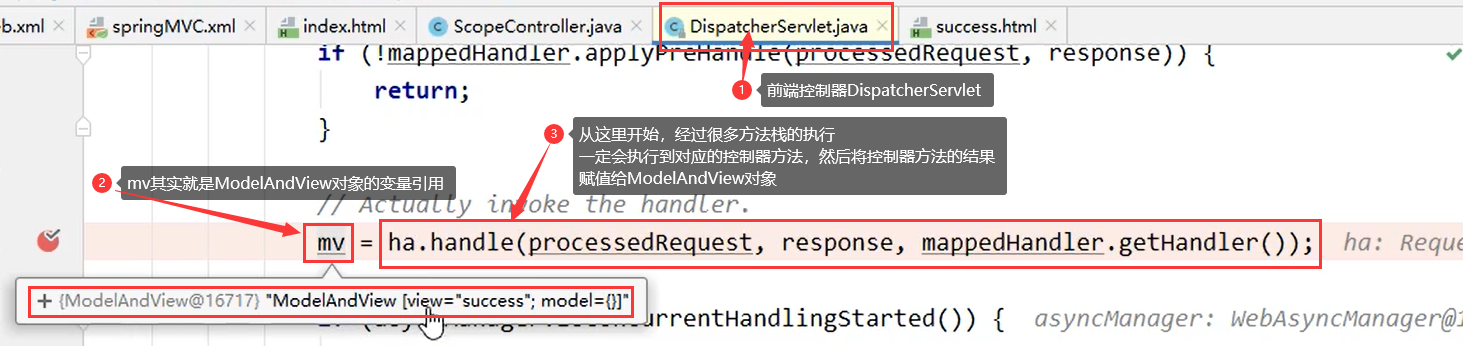 b.xml springMVC.xml index.html ScopeController.java DispatcherServlet.java success.html
if (!mappedHandler.applyPreHandle(processedRequest, response)) {
1 前端控制器DispatcherServlet
return;
}
3 从这里开始，经过很多方法栈的执行
一定会执行到对应的控制器方法，然后将控制器方法的结果
赋值给ModelAndView对象
2 mv其实就是ModelAndView对象的变量引用
// Actually invoke the handler.
mv = ha.handle(processedRequest, response, mappedHandler.getHandler()); ha: Reque
+ {ModelAndView@16717} "ModelAndView [view="success"; model={}]"
currentHandlingStarted()) { asyncManager: WebAsyncManager@1